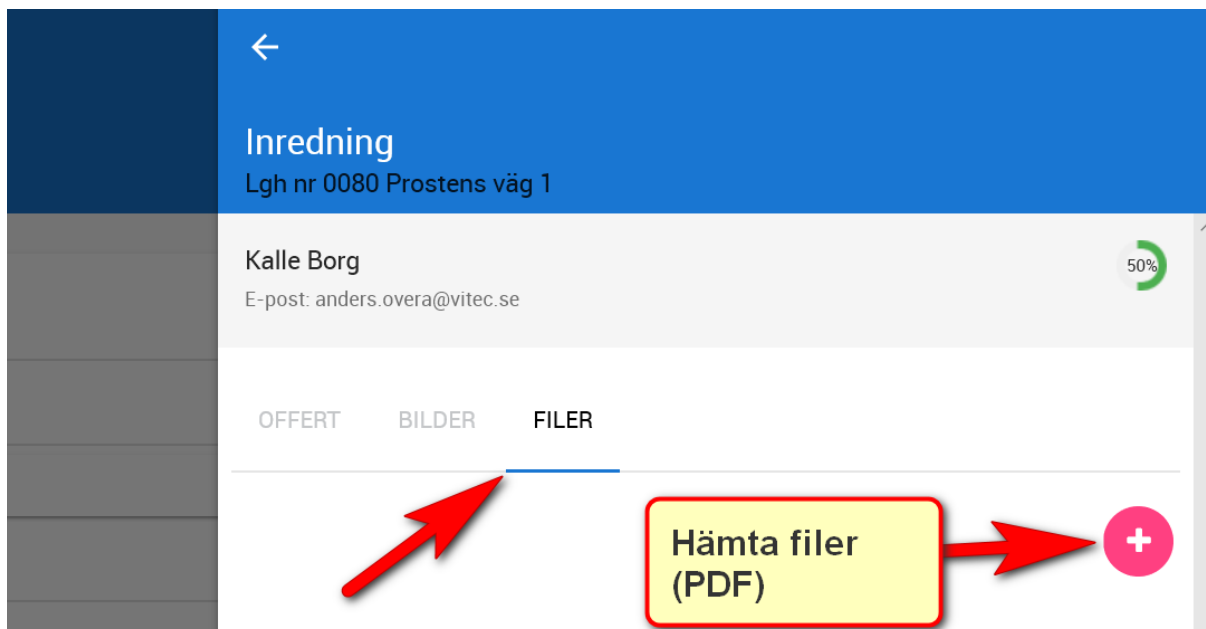 Inredning
Lgh nr 0080 Prostens väg 1
Kalle Borg
50%
E-post: anders.overa@vitec.se
OFFERT BILDER FILER
Hämta filer
(PDF)